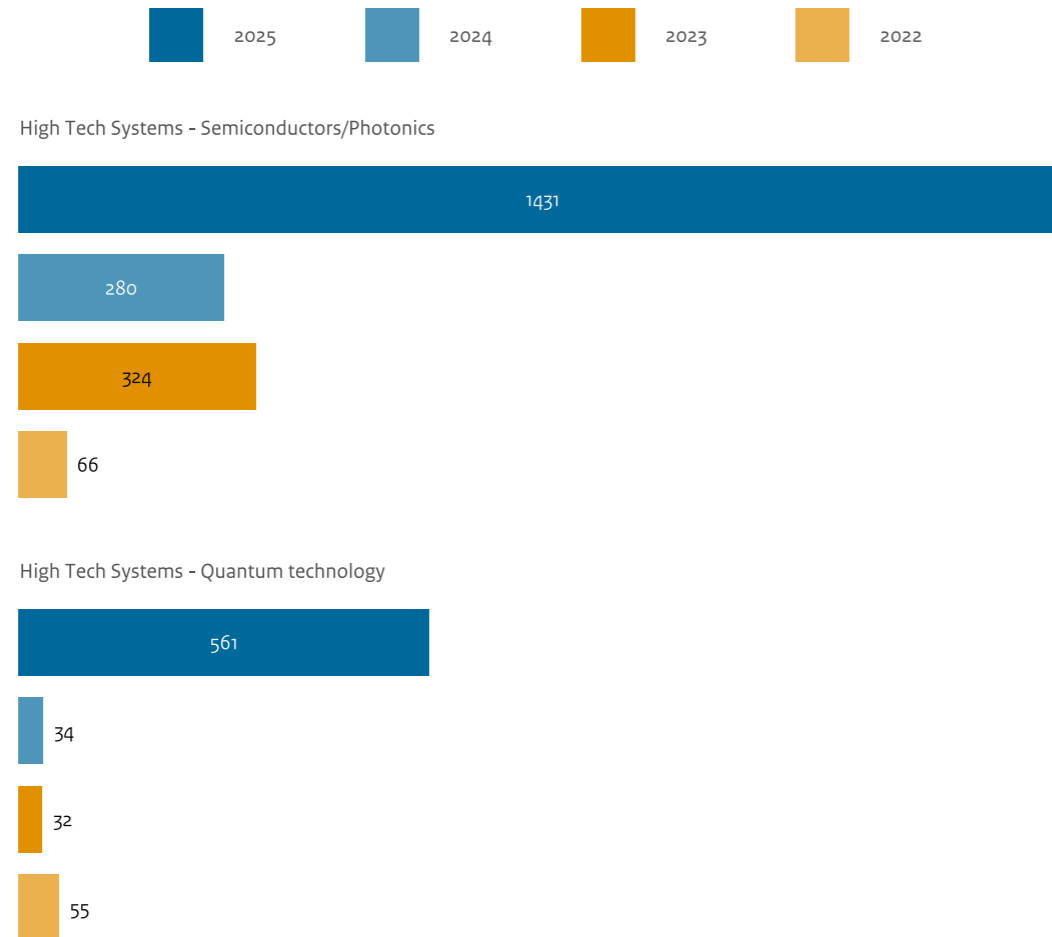 2025 2024 2023 2022
High Tech Systems - Semiconductors/Photonics
1431
280
324
66
High Tech Systems - Quantum technology
561
34
32
55